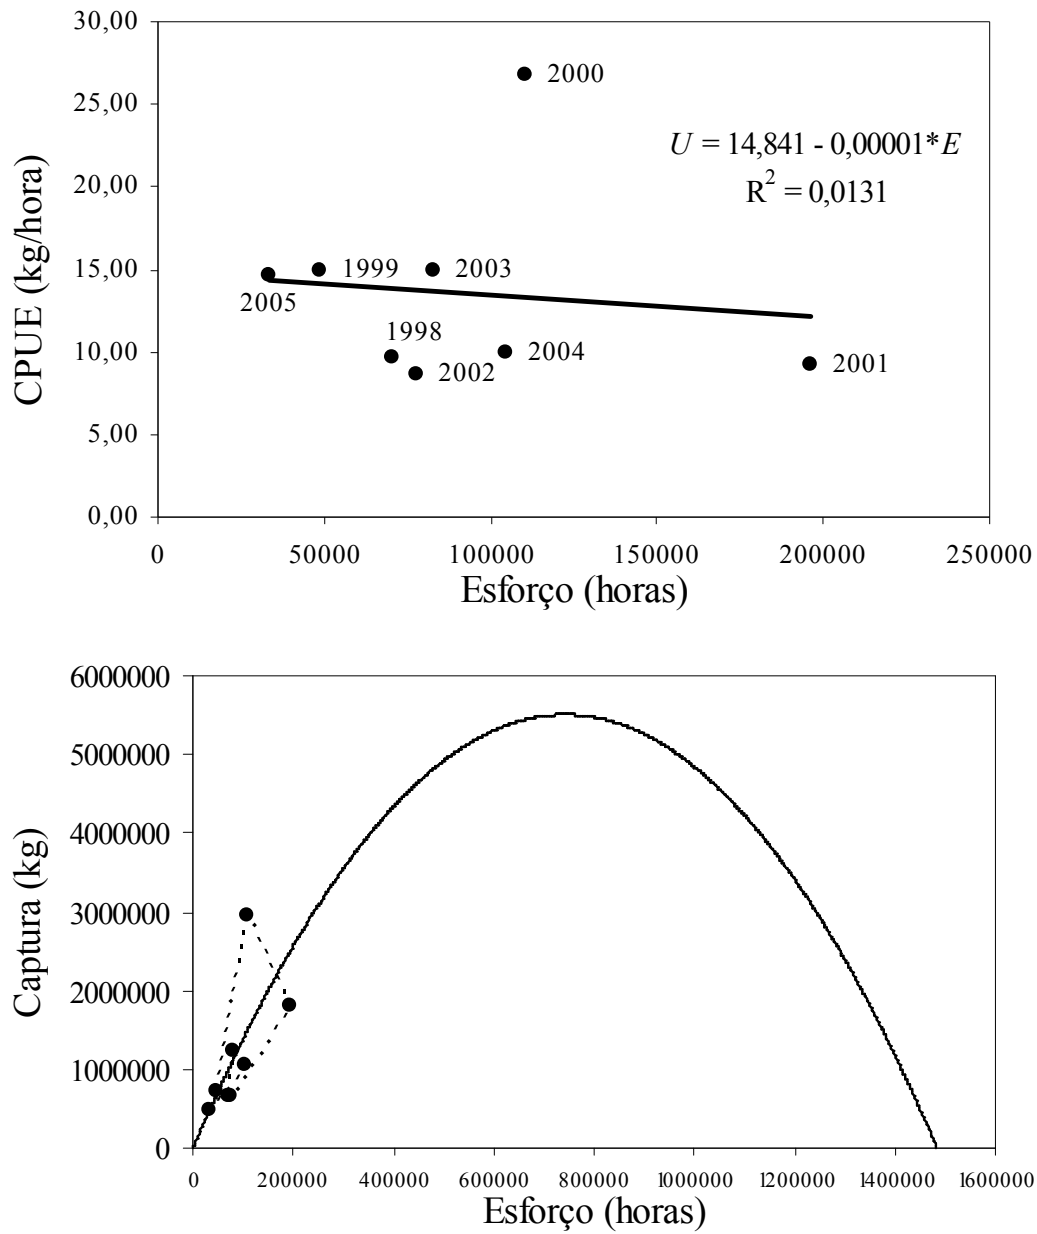 30,00
2000
25,00
U = 14,841 - 0,00001*E
R² = 0,0131
20,00
15,00
1999
2003
2005
1998
10,00
2004
2002
2001
5,00
0,00
CPUE (kg/hora)
0 50000 100000 150000 200000 250000
Esforço (horas)
6000000
5000000
4000000
3000000
2000000
1000000
0
Captura (kg)
0 200000 400000 600000 800000 1000000 1200000 1400000 1600000
Esforço (horas)